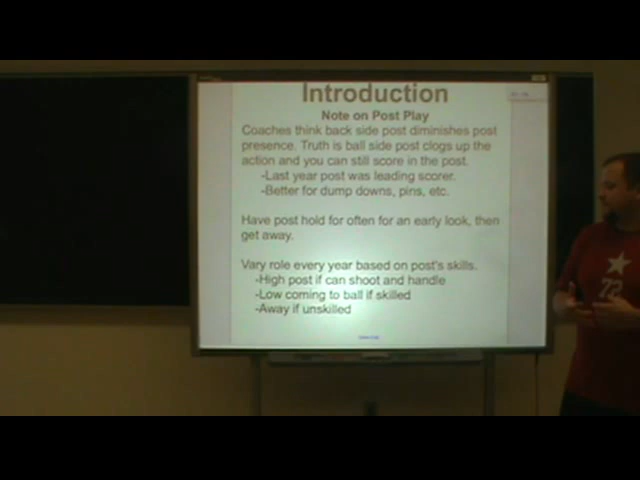 Introduction
Note on Post Play
Coaches think back side post diminishes post
presence. Truth is ball side post clogs up the
action and you can still score in the post.
-Last year post was leading scorer.
-Better for dump downs, pins, etc.
Have post hold for often for an early look, then
get away.
Vary role every year based on post's skills.
-High post if can shoot and handle
-Low coming to ball if skilled
-Away if unskilled
72